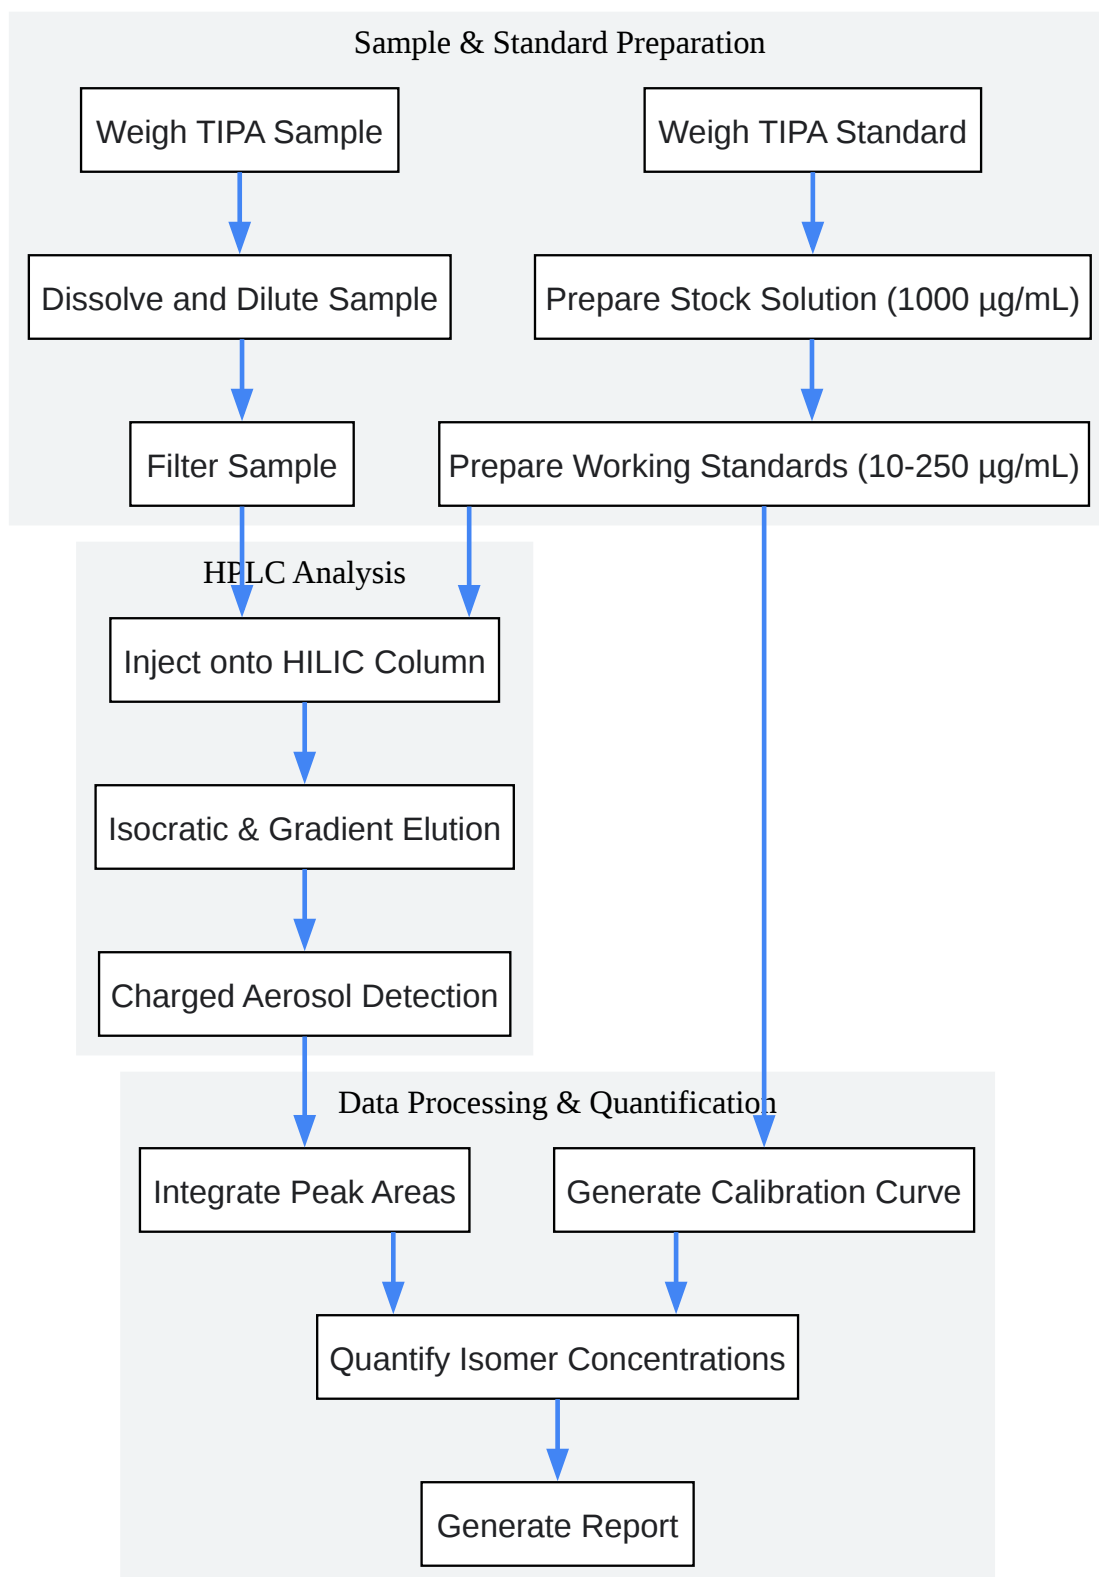 Sample & Standard Preparation
Weigh TIPA Sample
Weigh TIPA Standard
Dissolve and Dilute Sample
Prepare Stock Solution (1000 µg/mL)
Filter Sample
Prepare Working Standards (10-250 µg/mL)
HPLC Analysis
Inject onto HILIC Column
Isocratic & Gradient Elution
Charged Aerosol Detection
Data Processing & Quantification
Integrate Peak Areas
Generate Calibration Curve
Quantify Isomer Concentrations
Generate Report